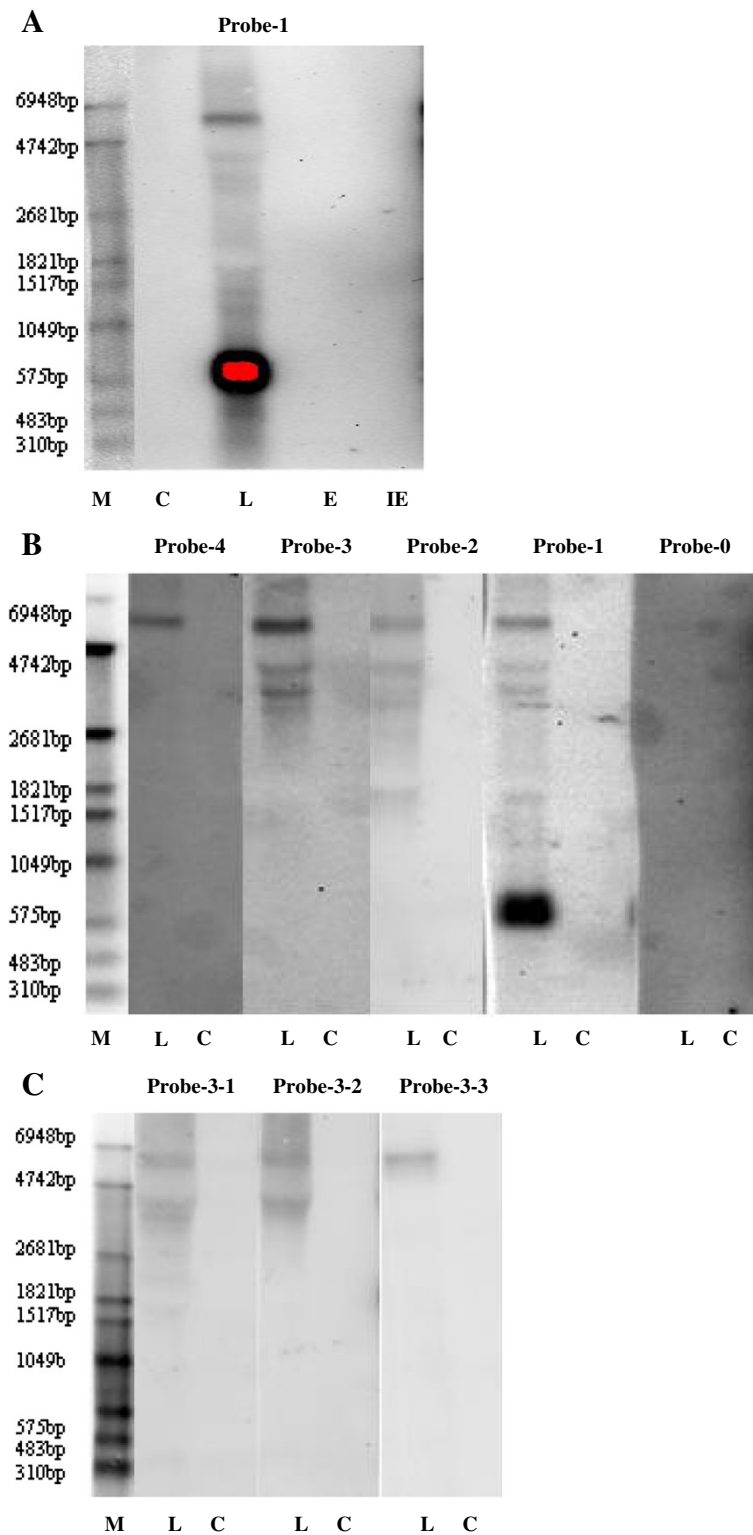 A
Probe-1
6948bp
4742bp
2681bp
1821bp
1517bp
1049bp
575bp
483bp
310bp
M C L E IE
B
Probe-4 Probe-3 Probe-2 Probe-1 Probe-0
6948bp
4742bp
2681bp
1821bp
1517bp
1049bp
575bp
483bp
310bp
M L C L C L C L C L C
C
Probe-3-1 Probe-3-2 Probe-3-3
6948bp
4742bp
2681bp
1821bp
1517bp
1049b
575bp
483bp
310bp
M L C L C L C